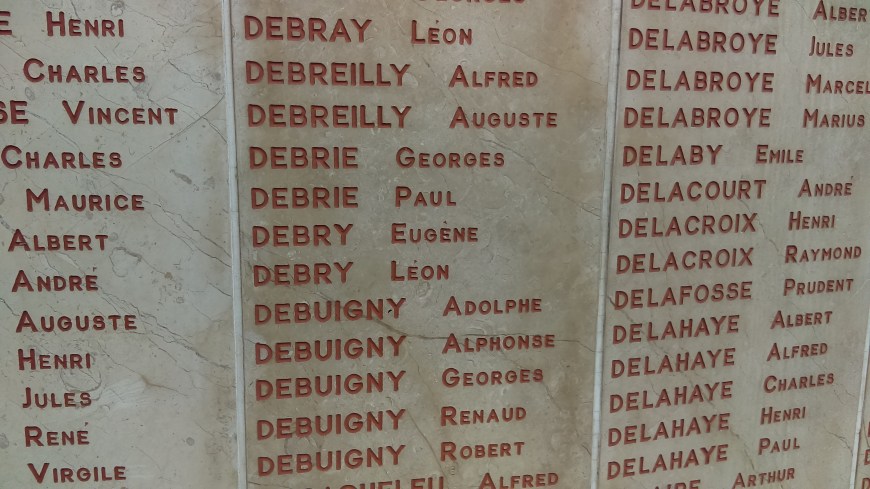 Henri
Charles
Vincent
Charles
Maurice
Albert
André
Auguste
Henri
Jules
René
Virgile
Georges
DEBRAY Léon
DEBREILLY Alfred
DEBREILLY Auguste
DEBRIE Georges
DEBRIE Paul
DEBRY Eugène
DEBRY Léon
DEBUIGNY Adolphe
DEBUIGNY Alphonse
DEBUIGNY Georges
DEBUIGNY Renaud
DEBUIGNY Robert
Alfred
DELABROYE Albert
DELABROYE Jules
DELABROYE Marcel
DELABROYE Marius
DELABY Emile
DELACOURT André
DELACROIX Henri
DELACROIX Raymond
DELAFOSSE Prudent
DELAHAYE Albert
DELAHAYE Alfred
DELAHAYE Charles
DELAHAYE Henri
DELAHAYE Paul
Arthur